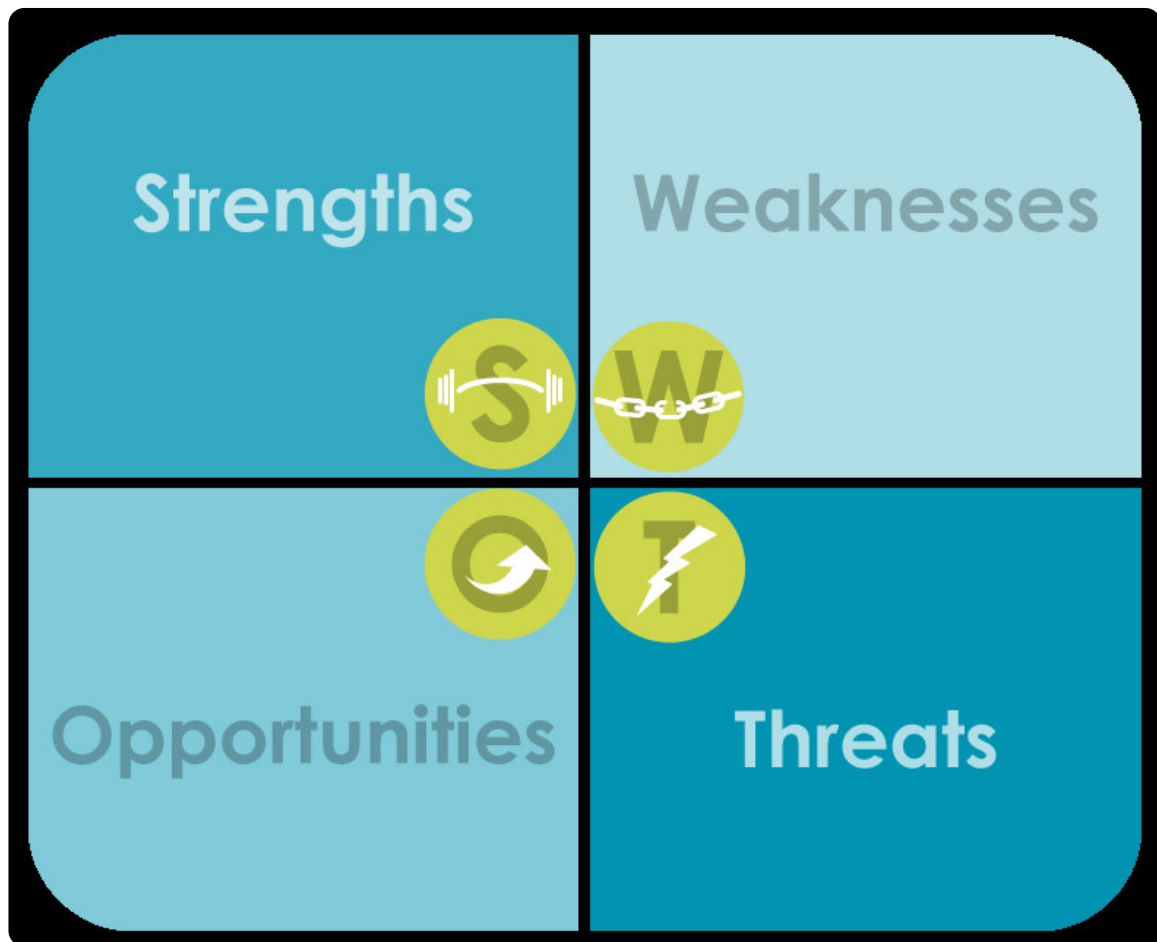 Strengths
Weaknesses
S
W
O
T
Opportunities
Threats